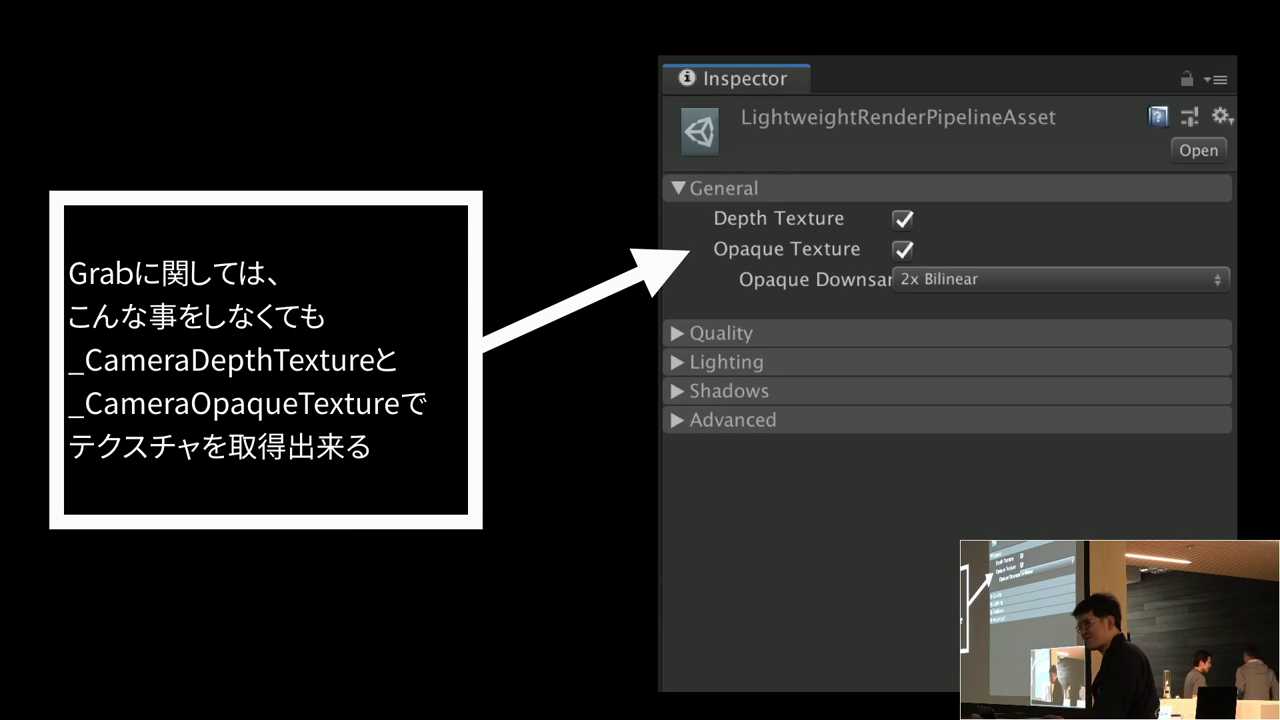 Grabに関しては、
こんな事をしなくても
_CameraDepthTextureと
_CameraOpaqueTextureで
テクスチャを取得出来る
Inspector
LightweightRenderPipelineAsset
Open
General
Depth Texture
Opaque Texture
Opaque Downsar
2x Bilinear
Quality
Lighting
Shadows
Advanced